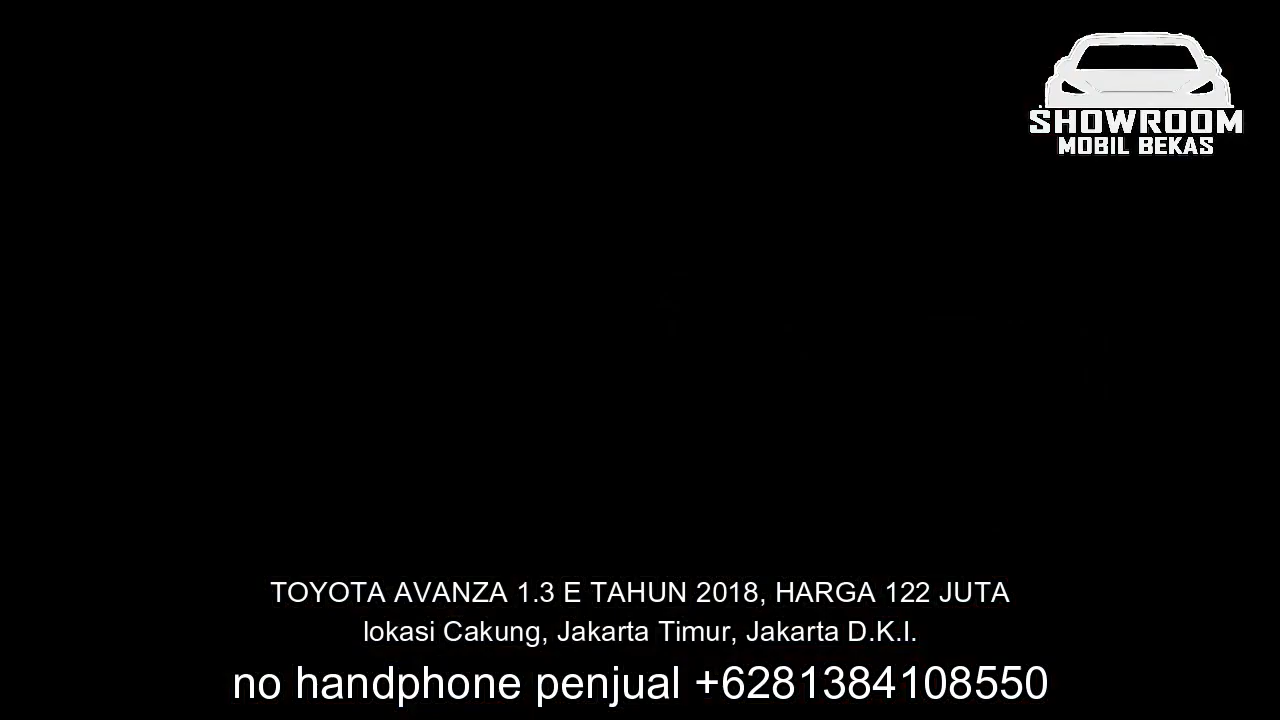 SHOWROOM
MOBIL BEKAS
TOYOTA AVANZA 1.3 E TAHUN 2018, HARGA 122 JUTA
lokasi Cakung, Jakarta Timur, Jakarta D.K.I.
no handphone penjual +6281384108550